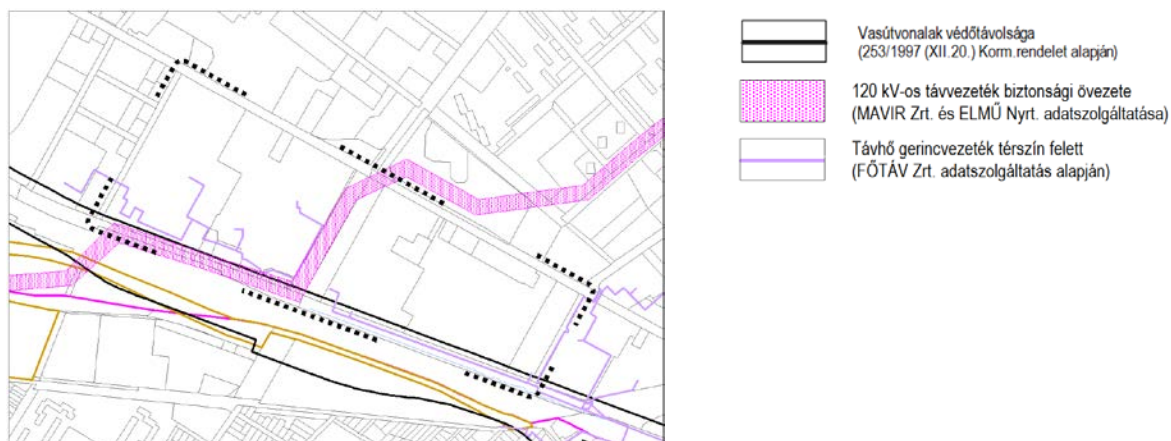 Vasútvonalak védőtávolsága
(253/1997 (XII.20.) Korm.rendelet alapján)
120 kV-os távvezeték biztonsági övezete
(MAVIR Zrt. és ELMŰ Nyrt. adatszolgáltatása)
Távhő gerincvezeték térszín felett
(FŐTÁV Zrt. adatszolgáltatás alapján)